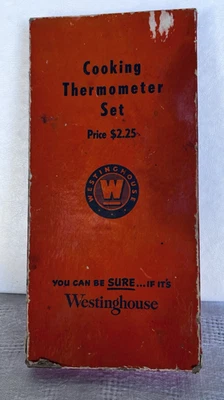 Cooking
Thermometer
Set
Price $2.25
WESTINGHOUSE
W
YOU CAN BE SURE...IF IT'S
Westinghouse